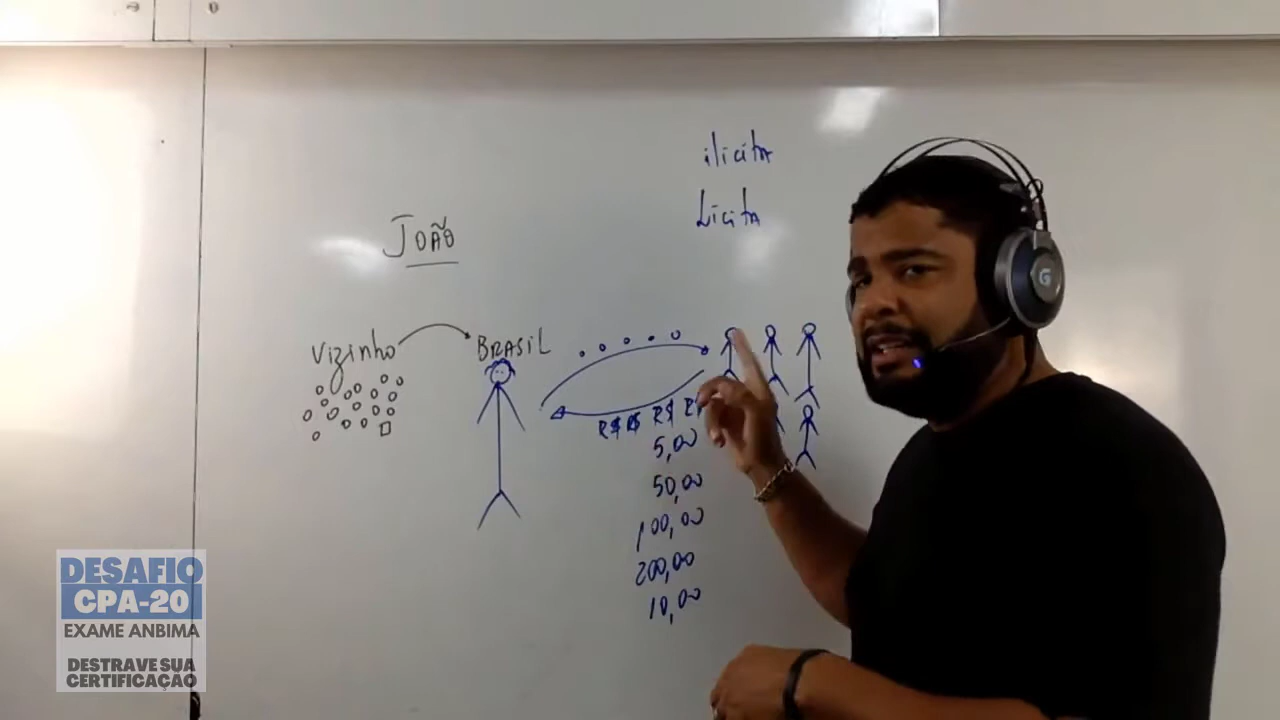 ilicita
Licita
João
Vizinho
BRASIL
R$ R$ R$
5,00
50,00
100,00
200,00
10,00
G
DESAFIO
CPA-20
EXAME ANBIMA
DESTRAVE SUA
CERTIFICAÇÃO